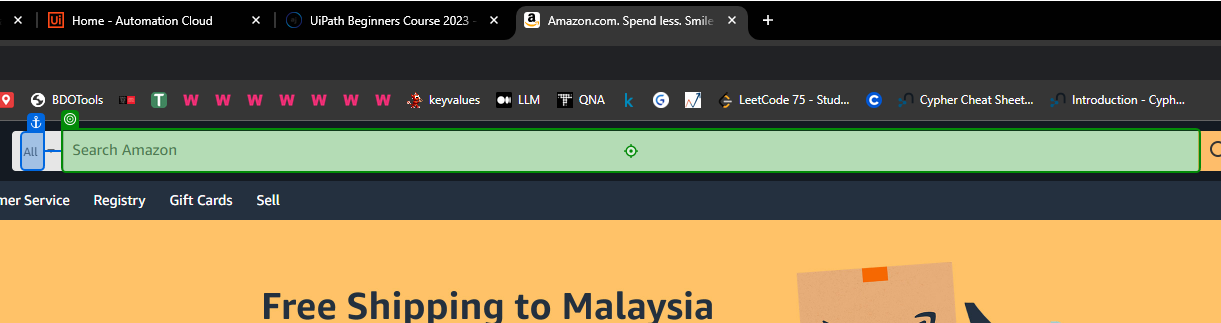 Home - Automation Cloud
UiPath Beginners Course 2023 -
Amazon.com. Spend less. Smile
BDOTools
keyvalues
LLM
QNA
LeetCode 75 - Stud...
Cypher Cheat Sheet...
Introduction - Cyph...
All
Search Amazon
mer Service
Registry
Gift Cards
Sell
Free Shipping to Malaysia